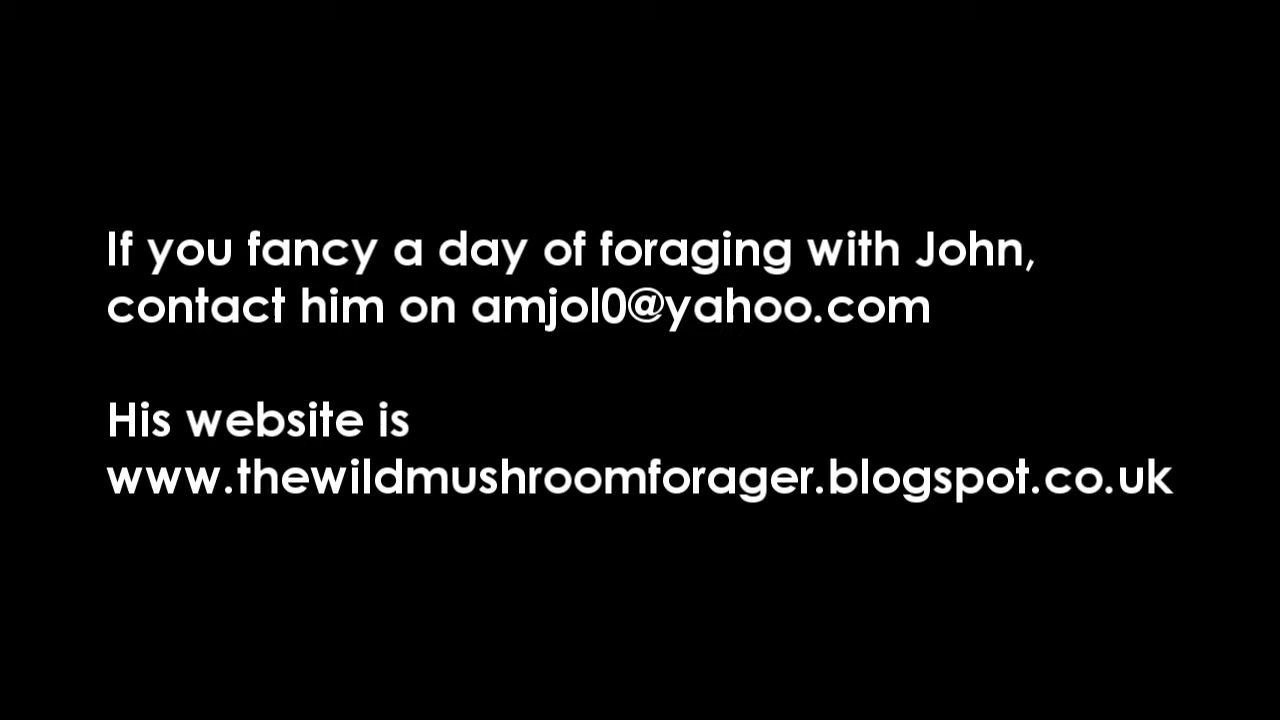 If you fancy a day of foraging with John,
contact him on amjol0@yahoo.com
His website is
www.thewildmushroomforager.blogspot.co.uk